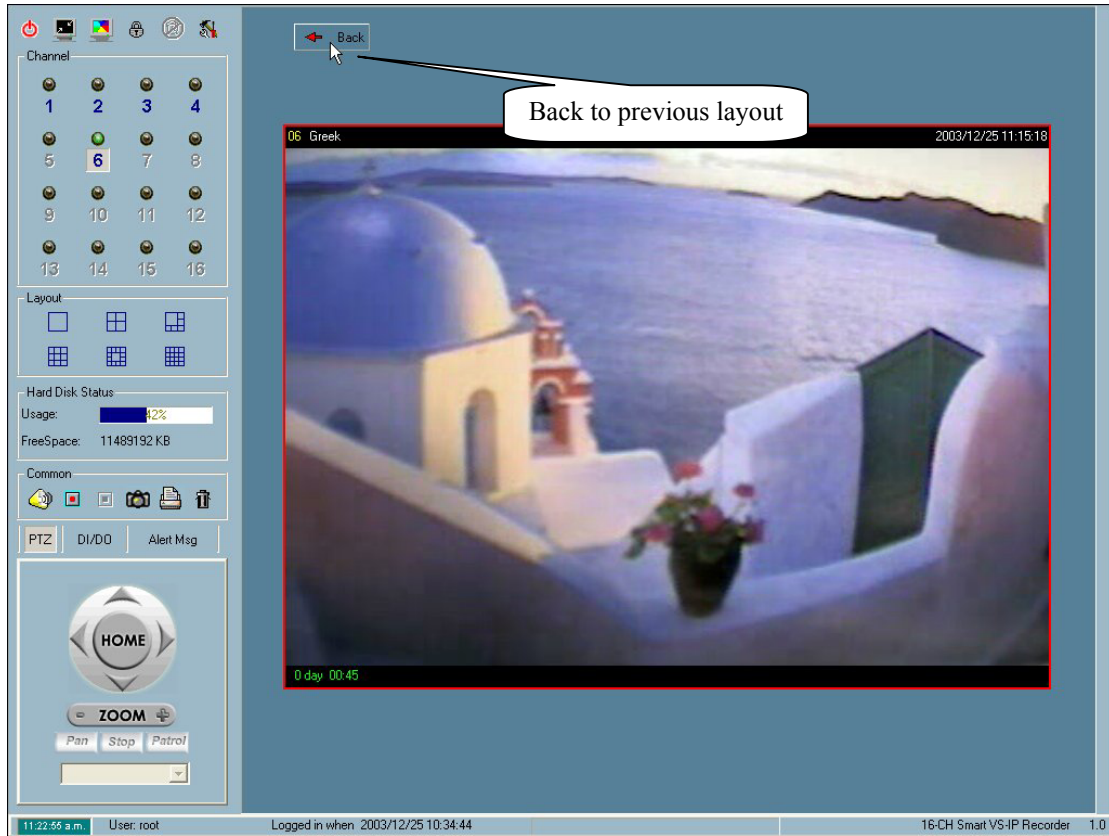 Back
Back to previous layout
Channel
1 2 3 4
5 6 7 8
9 10 11 12
13 14 15 16
Layout
Hard Disk Status
Usage: 42%
FreeSpace: 11489192 KB
Common
PTZ DI/DO Alert Msg
HOME
ZOOM
Pan Stop Patrol
06 Greek 2003/12/25 11:15:18
0 day 00:45
11:22:55 a.m. User: root Logged in when 2003/12/25 10:34:44 16-CH Smart VS-IP Recorder 1.0